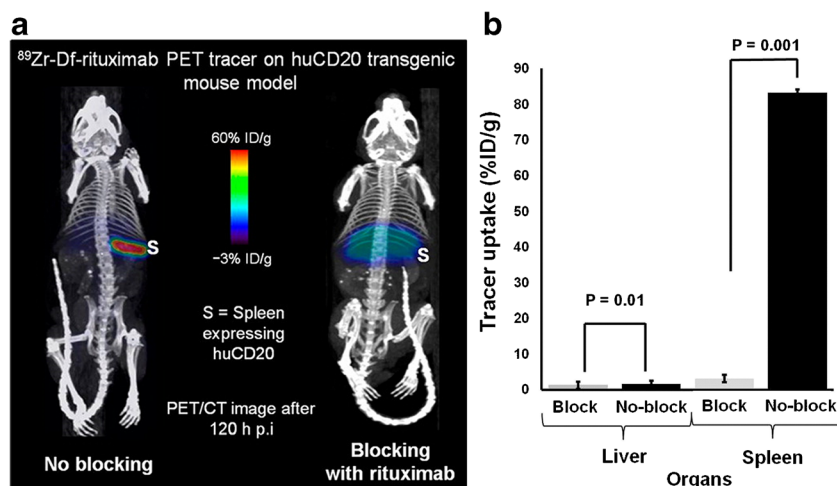 a
⁸⁹Zr-Df-rituximab PET tracer on huCD20 transgenic
mouse model
60% ID/g
−3% ID/g
S
S
S = Spleen
expressing
huCD20
PET/CT image after
120 h p.i
No blocking
Blocking
with rituximab
b
P = 0.001
P = 0.01
Tracer uptake (%ID/g)
90
80
70
60
50
40
30
20
10
0
Block No-block Block No-block
Liver Spleen
Organs